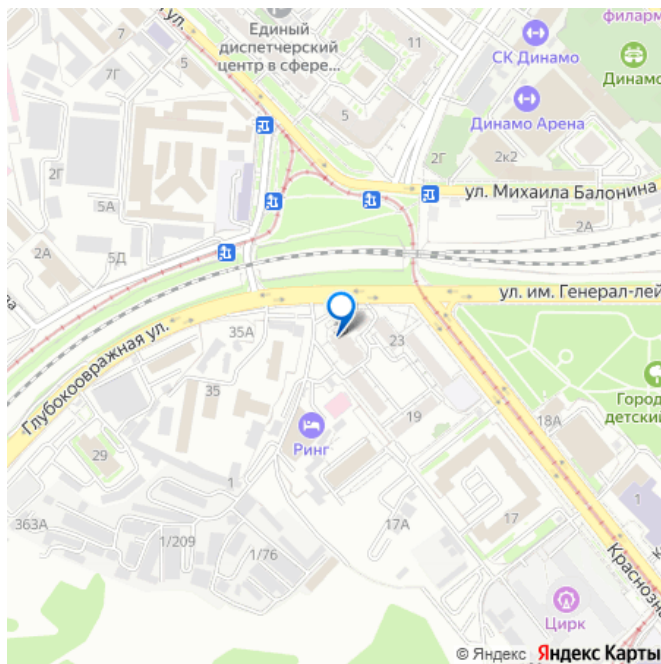 филарм
ул.
7
Единый
диспетчерский
центр в сфере...
11
СК Динамо
5
7Г
Динамо
5
Динамо Арена
2Г
2к2
2Г
5А
ул. Михаила Балонина
2А
2А
5Д
ул. им. Генерал-лей
Глубокоовражная ул.
35А
23
35
Город
детский
19
18А
Ринг
29
1
1
363А
17А
17
1/209
1/76
Краснозна
Цирк
© Яндекс Яндекс Карты